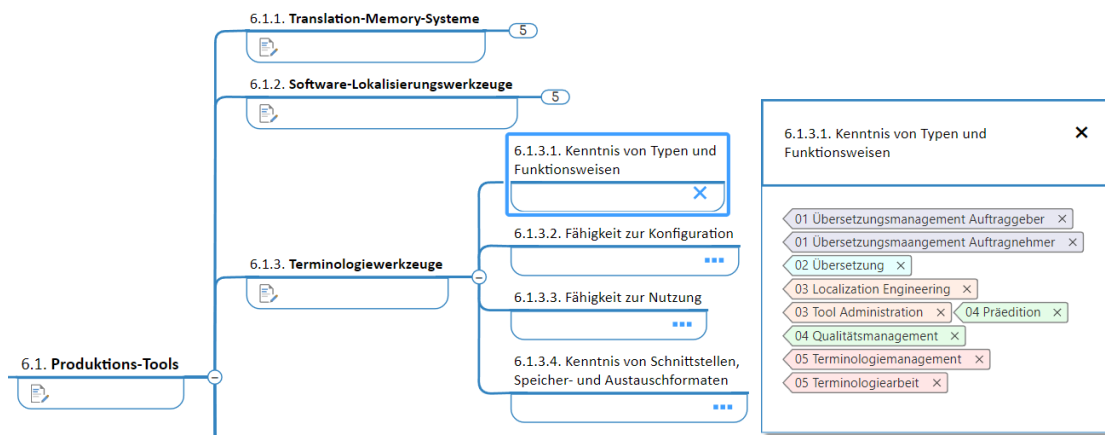 6.1.1. Translation-Memory-Systeme
5
6.1.2. Software-Lokalisierungswerkzeuge
5
6.1.3.1. Kenntnis von Typen und
Funktionsweisen
6.1.3.2. Fähigkeit zur Konfiguration
6.1.3. Terminologiewerkzeuge
6.1.3.3. Fähigkeit zur Nutzung
6.1.3.4. Kenntnis von Schnittstellen,
Speicher- und Austauschformaten
6.1. Produktions-Tools
6.1.3.1. Kenntnis von Typen und
Funktionsweisen
01 Übersetzungsmanagement Auftraggeber
01 Übersetzungsmaangement Auftragnehmer
02 Übersetzung
03 Localization Engineering
03 Tool Administration 04 Präedition
04 Qualitätsmanagement
05 Terminologiemanagement
05 Terminologiearbeit